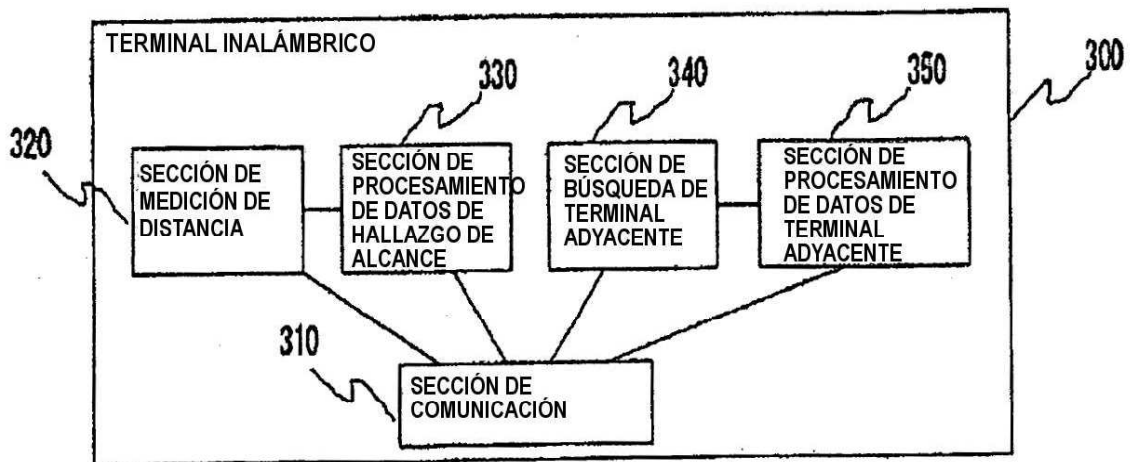 TERMINAL INALÁMBRICO
300
330
340
350
320
SECCIÓN DE
MEDICIÓN DE
DISTANCIA
SECCIÓN DE
PROCESAMIENTO
DE DATOS DE
HALLAZGO DE
ALCANCE
SECCIÓN DE
BÚSQUEDA DE
TERMINAL
ADYACENTE
SECCIÓN DE
PROCESAMIENTO
DE DATOS DE
TERMINAL
ADYACENTE
310
SECCIÓN DE
COMUNICACIÓN